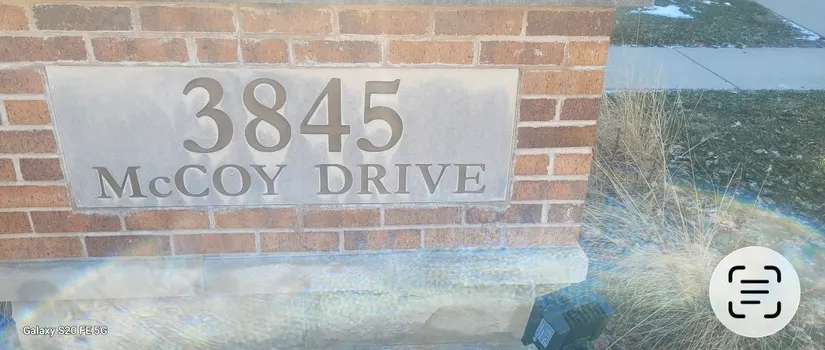 3845
McCOY DRIVE
Galaxy S20 FE 5G